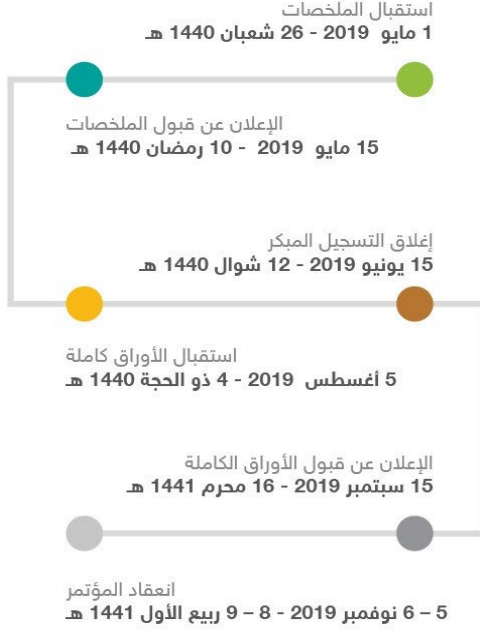 استقبال الملخصات
1 مايو 2019 - 26 شعبان 1440 هـ
الإعلان عن قبول الملخصات
15 مايو 2019 - 10 رمضان 1440 هـ
إغلاق التسجيل المبكر
15 يونيو 2019 - 12 شوال 1440 هـ
استقبال الأوراق كاملة
5 أغسطس 2019 - 4 ذو الحجة 1440 هـ
الإعلان عن قبول الأوراق الكاملة
15 سبتمبر 2019 - 16 محرم 1441 هـ
انعقاد المؤتمر
5 – 6 نوفمبر 2019 - 8 – 9 ربيع الأول 1441 هـ